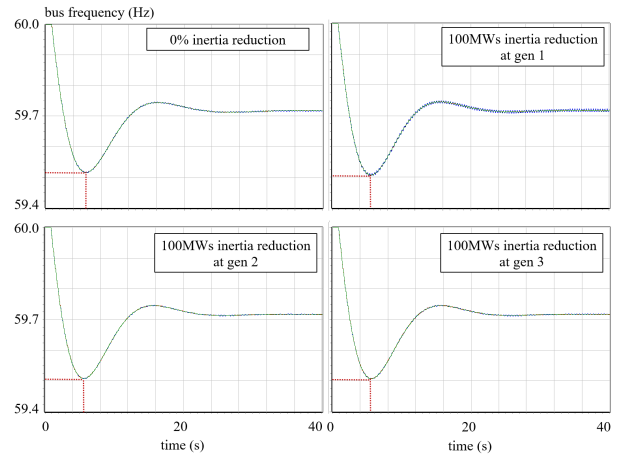 bus frequency (Hz)
60.0
0% inertia reduction
100MWs inertia reduction
at gen 1
59.7
59.4
60.0
100MWs inertia reduction
at gen 2
100MWs inertia reduction
at gen 3
59.7
59.4
0 20 40 0 20 40
time (s) time (s)